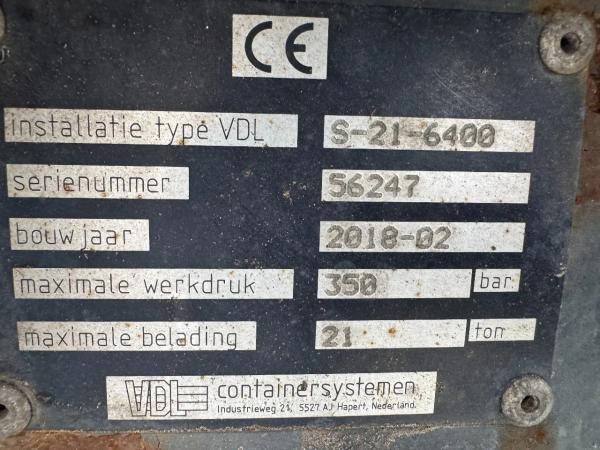 CE
installatie type VDL S-21-6400
serienummer 56247
bouwjaar 2018-02
maximale werkdruk 350 bar
maximale belading 21 ton
VDL containersystemen
Industrieweg 21, 5527 AJ Hapert, Nederland.